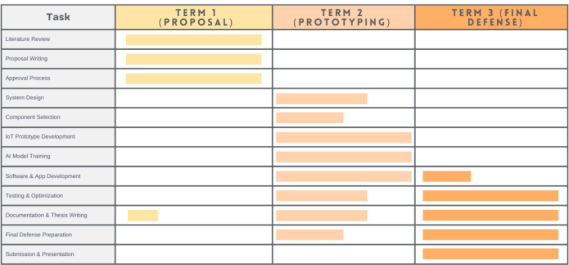 Task
TERM 1
(PROPOSAL)
TERM 2
(PROTOTYPING)
TERM 3 (FINAL
DEFENSE)
Literature Review
Proposal Writing
Approval Process
System Design
Component Selection
IoT Prototype Development
AI Model Training
Software & App Development
Testing & Optimization
Documentation & Thesis Writing
Final Defense Preparation
Submission & Presentation